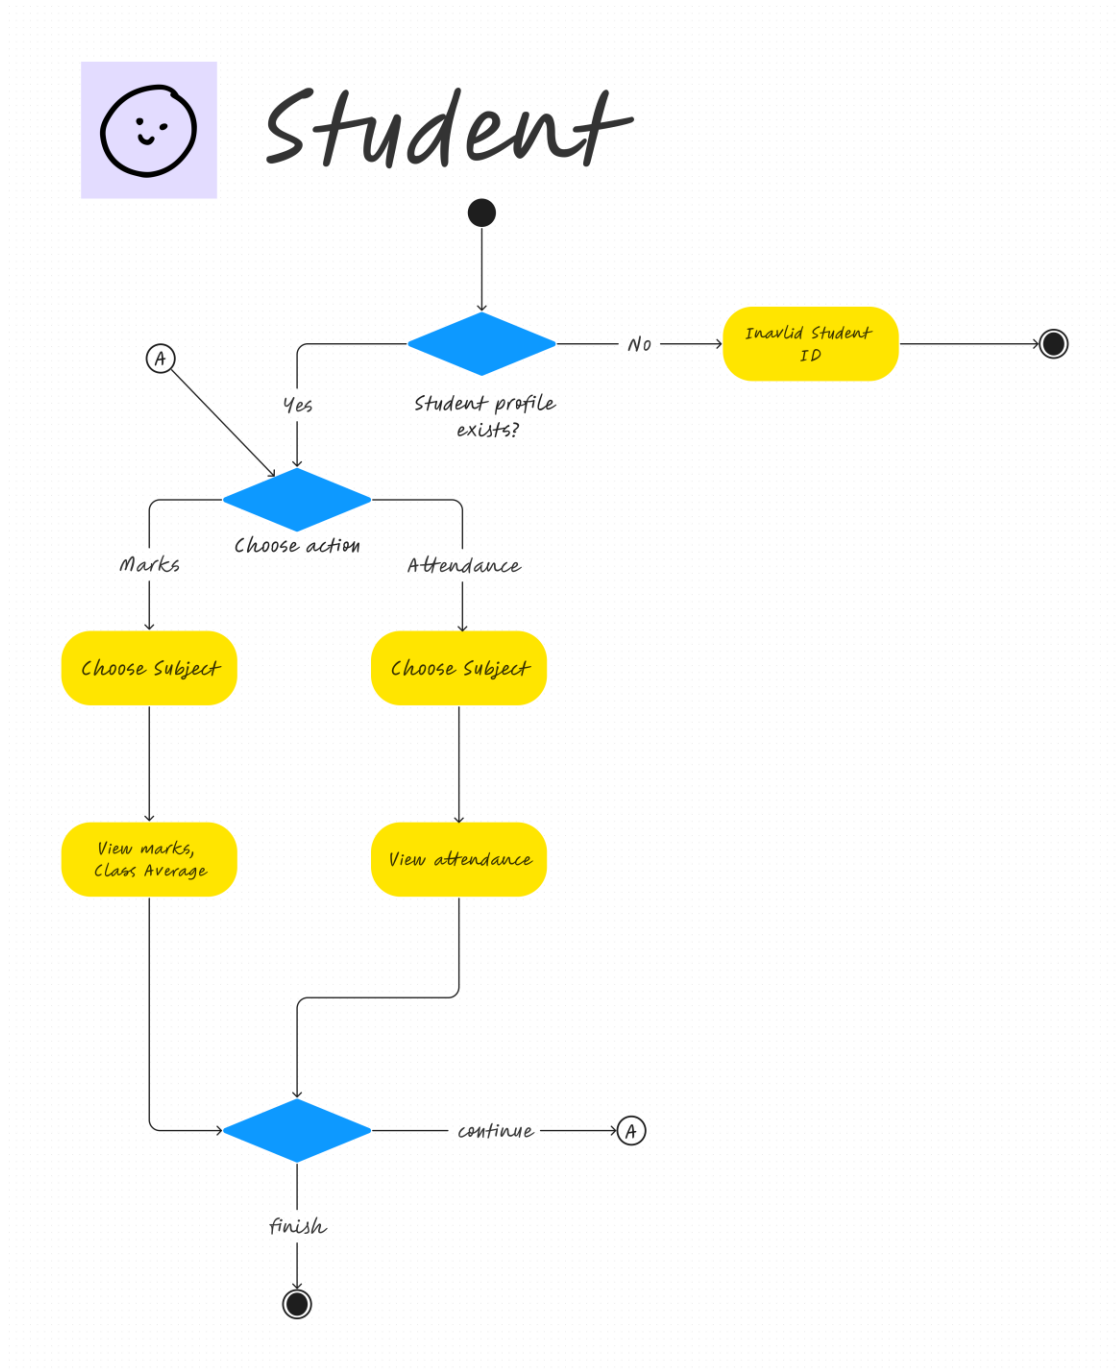 Student
No
Inavlid Student
ID
A
Yes
Student profile
exists?
Choose action
Marks
Attendance
Choose Subject
Choose Subject
View marks,
Class Average
View attendance
continue
A
finish